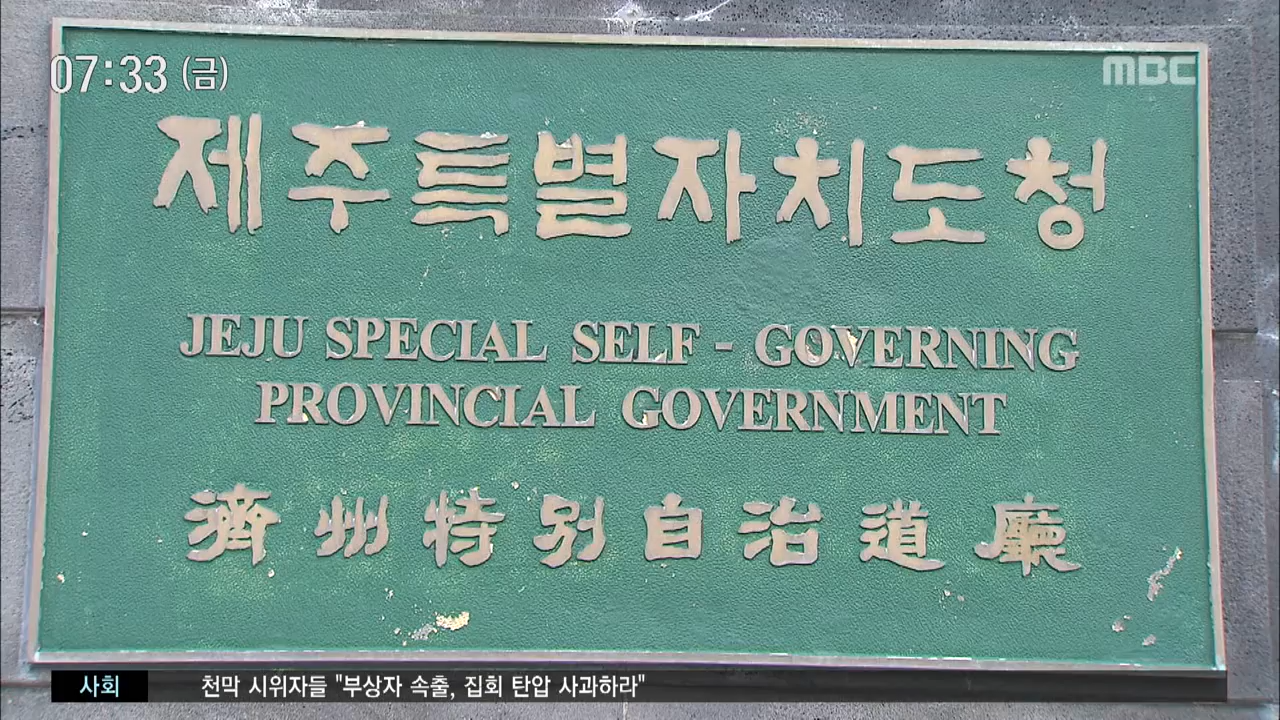 07:33 (금)
MBC
제주특별자치도청
JEJU SPECIAL SELF - GOVERNING
PROVINCIAL GOVERNMENT
濟州特別自治道廳
사회 천막 시위자들 "부상자 속출, 집회 탄압 사과하라"